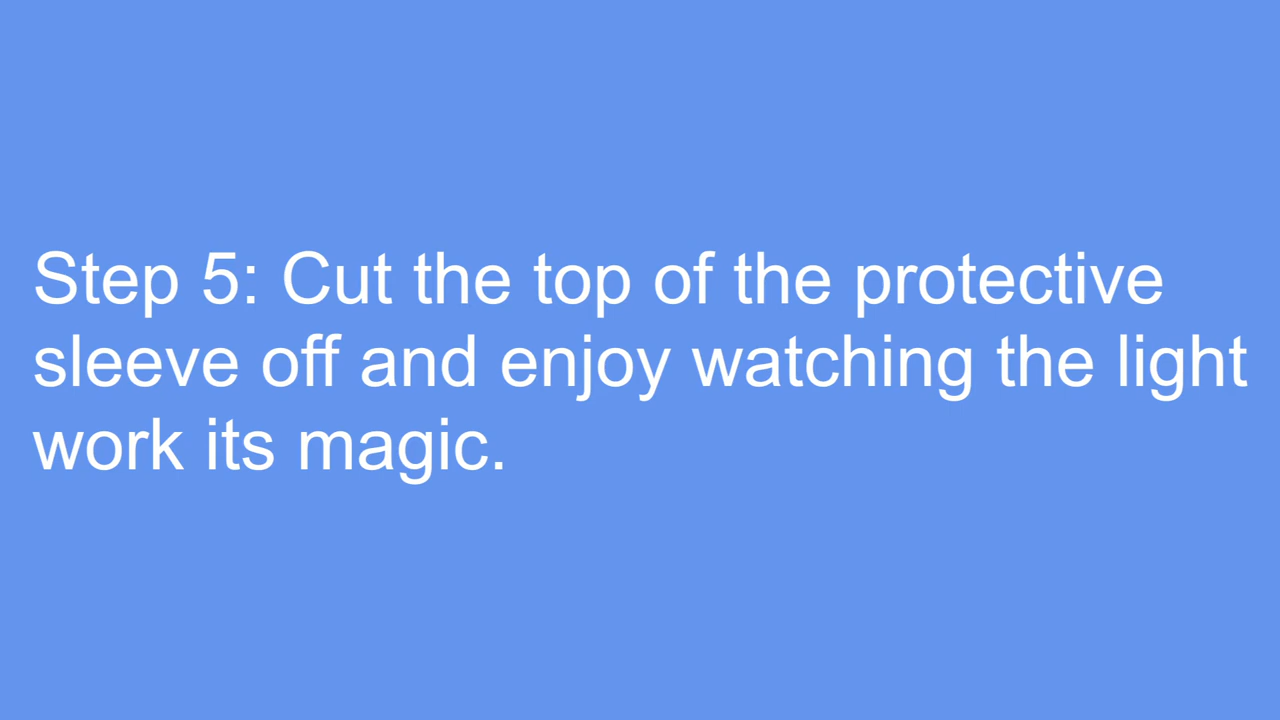 Step 5: Cut the top of the protective
sleeve off and enjoy watching the light
work its magic.